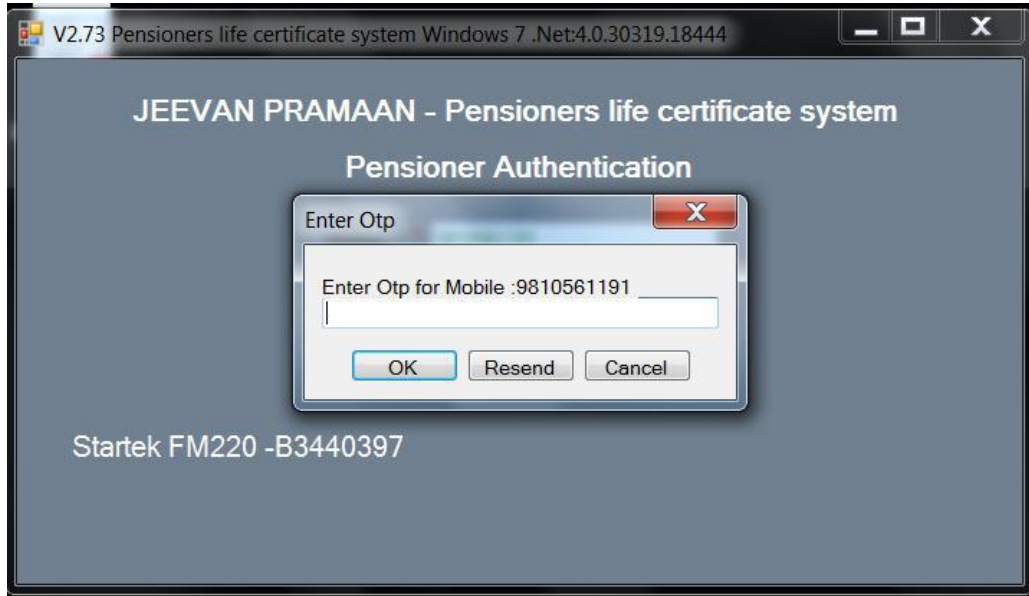 V2.73 Pensioners life certificate system Windows 7 .Net:4.0.30319.18444
JEEVAN PRAMAAN - Pensioners life certificate system
Pensioner Authentication
Enter Otp
Enter Otp for Mobile :9810561191
OK Resend Cancel
Startek FM220 -B3440397